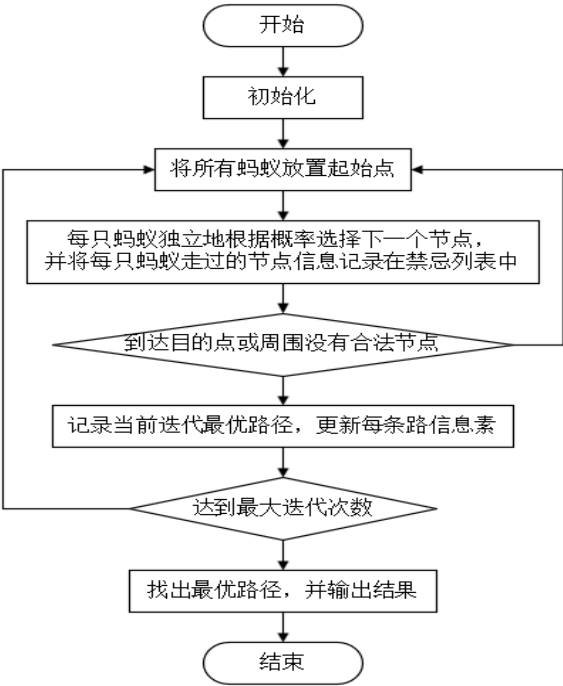 开始
初始化
将所有蚂蚁放置起始点
每只蚂蚁独立地根据概率选择下一个节点，
并将每只蚂蚁走过的节点信息记录在禁忌列表中
到达目的点或周围没有合法节点
记录当前迭代最优路径，更新每条路信息素
达到最大迭代次数
找出最优路径，并输出结果
结束